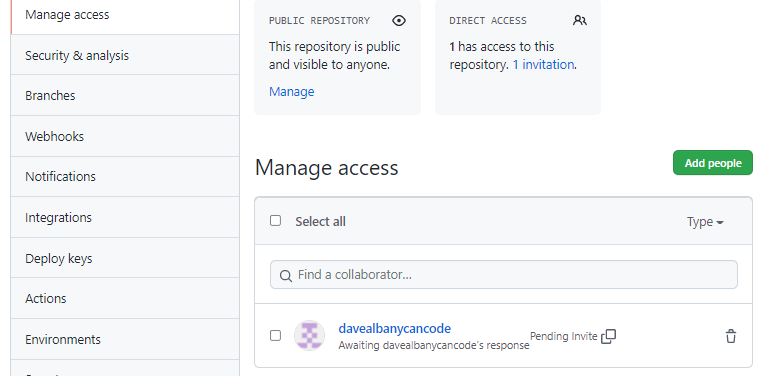 Manage access
Security & analysis
Branches
Webhooks
Notifications
Integrations
Deploy keys
Actions
Environments
PUBLIC REPOSITORY
This repository is public
and visible to anyone.
Manage
DIRECT ACCESS
1 has access to this
repository. 1 invitation.
Manage access
Add people
Select all
Type
Find a collaborator...
davealbanycancode
Awaiting davealbanycancode's response
Pending Invite